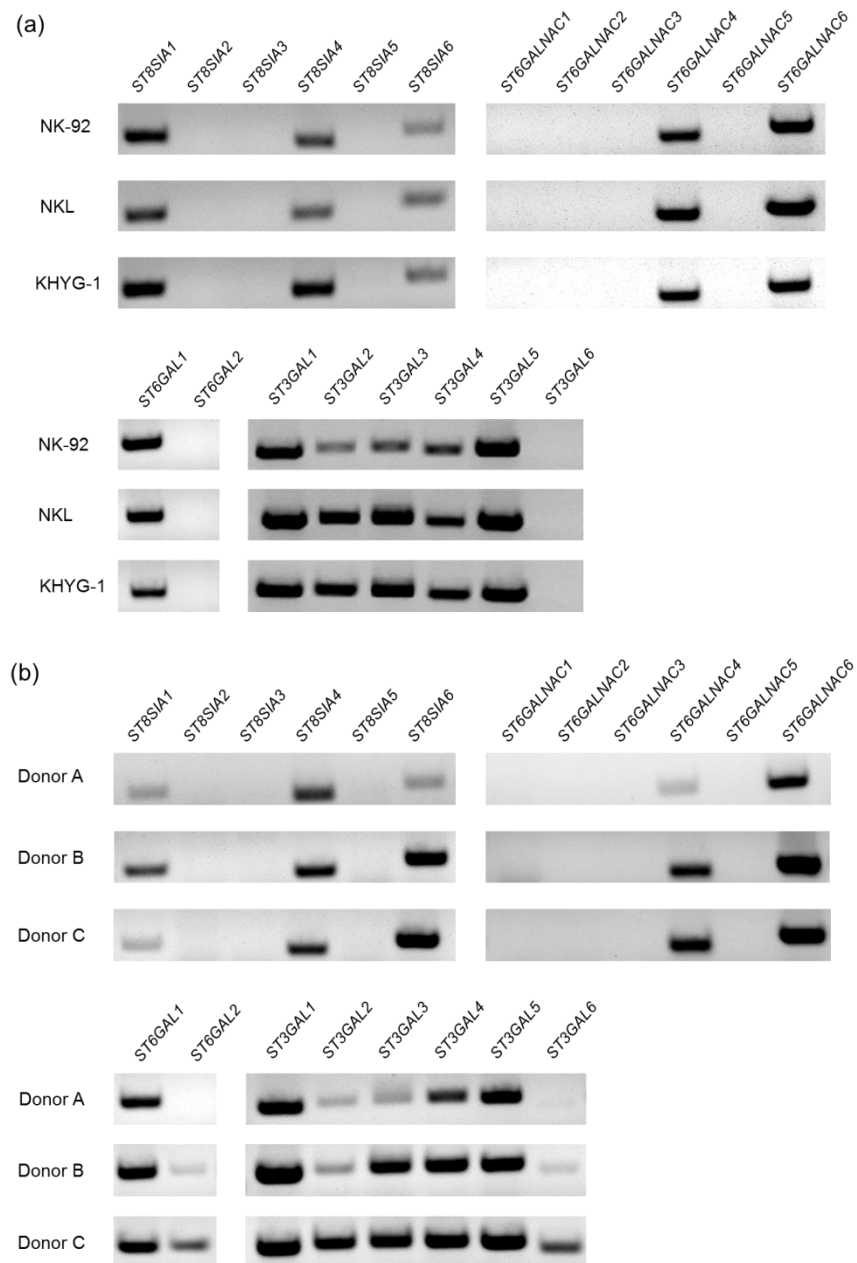 (a)
ST8SIA1 ST8SIA2 ST8SIA3 ST8SIA4 ST8SIA5 ST8SIA6 ST6GALNAC1 ST6GALNAC2 ST6GALNAC3 ST6GALNAC4 ST6GALNAC5 ST6GALNAC6
NK-92
NKL
KHYG-1
ST6GAL1 ST6GAL2 ST3GAL1 ST3GAL2 ST3GAL3 ST3GAL4 ST3GAL5 ST3GAL6
NK-92
NKL
KHYG-1
(b)
ST8SIA1 ST8SIA2 ST8SIA3 ST8SIA4 ST8SIA5 ST8SIA6 ST6GALNAC1 ST6GALNAC2 ST6GALNAC3 ST6GALNAC4 ST6GALNAC5 ST6GALNAC6
Donor A
Donor B
Donor C
ST6GAL1 ST6GAL2 ST3GAL1 ST3GAL2 ST3GAL3 ST3GAL4 ST3GAL5 ST3GAL6
Donor A
Donor B
Donor C